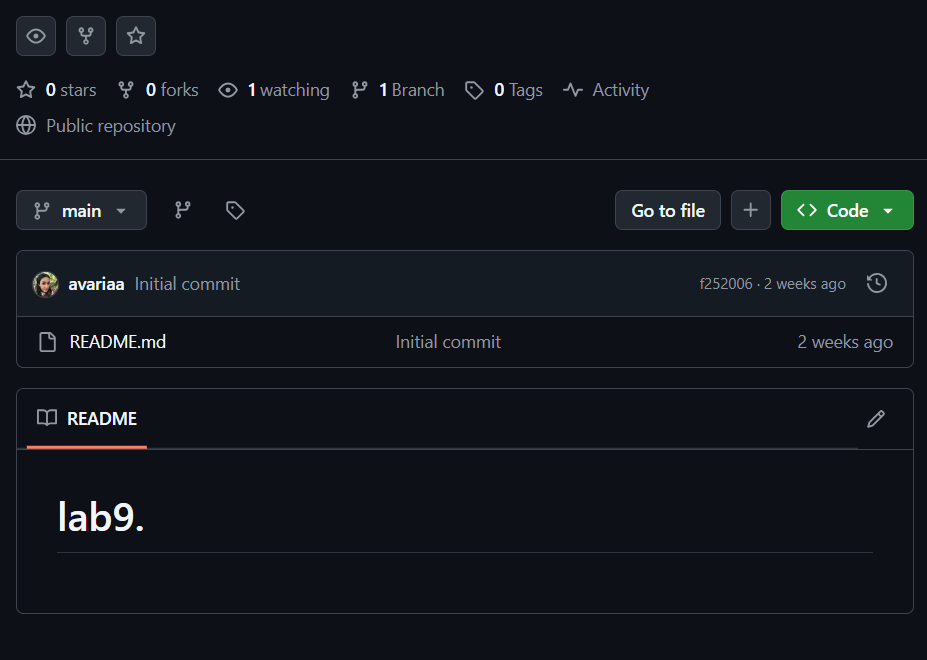 0 stars 0 forks 1 watching 1 Branch 0 Tags Activity
Public repository
main Go to file Code
avariaa Initial commit f252006 · 2 weeks ago
README.md Initial commit 2 weeks ago
README
lab9.